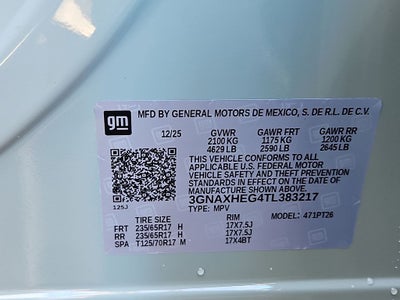 gm
MFD BY GENERAL MOTORS DE MEXICO, S. DE R.L. DE C.V.
12/25 GVWR GAWR FRT GAWR RR
2100 KG 1175 KG 1200 KG
4629 LB 2590 LB 2645 LB
THIS VEHICLE CONFORMS TO ALL
APPLICABLE U.S. FEDERAL MOTOR
VEHICLE SAFETY AND THEFT PREVENTION
STANDARDS IN EFFECT ON THE DATE OF
MANUFACTURE SHOWN ABOVE.
3GNAXHEG4TL383217
125J TYPE: MPV MODEL: 471PT26
TIRE SIZE RIM
FRT 235/65R17 H 17X7.5J
RR 235/65R17 H 17X7.5J
SPA T125/70R17 M 17X4BT